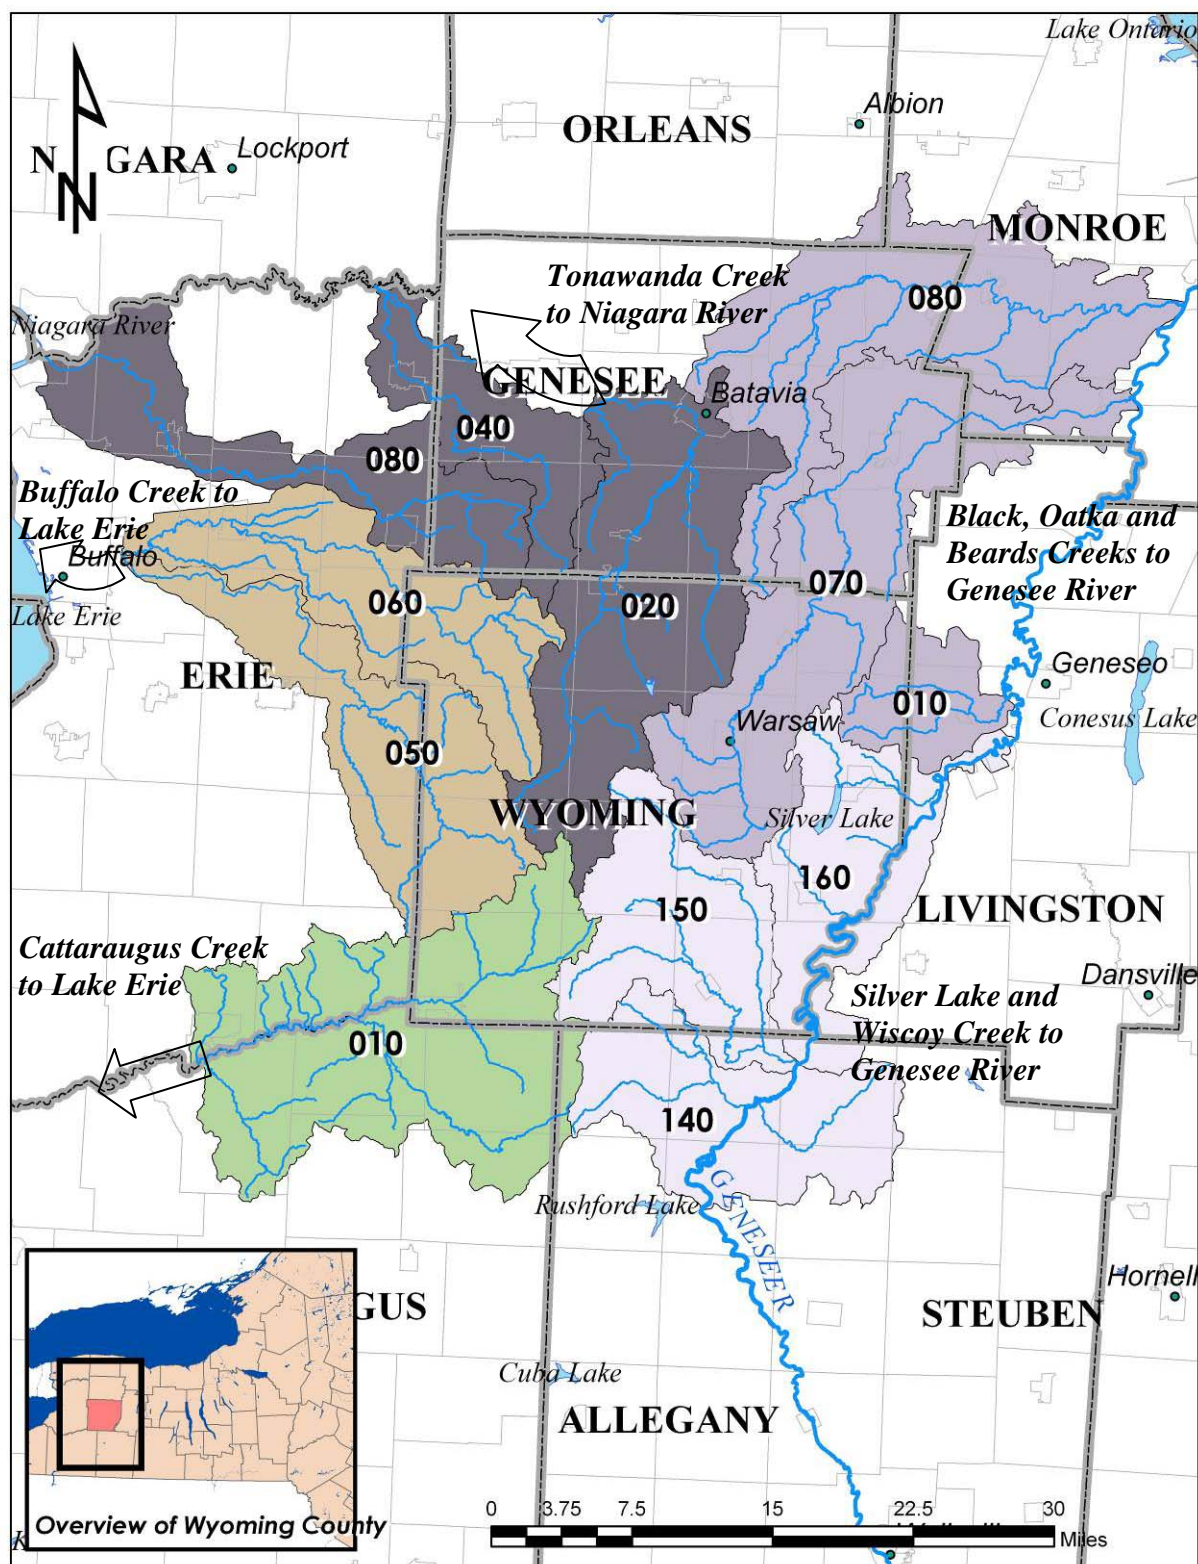 Lake Ontario
Albion
ORLEANS
Lockport
N
GARA
N
MONROE
Tonawanda Creek
to Niagara River
080
Niagara River
GENESEE
Batavia
040
080
Buffalo Creek to
Lake Erie
Buffalo
Black, Oatka and
Beards Creeks to
Genesee River
070
060
020
Lake Erie
ERIE
Geneseo
010
Conesus Lake
Warsaw
050
WYOMING
Silver Lake
160
150
LIVINGSTON
Cattaraugus Creek
to Lake Erie
Dansville
Silver Lake and
Wiscoy Creek to
Genesee River
010
140
Rushford Lake
GENESEE R
Hornell
GUS
STEUBEN
Cuba Lake
ALLEGANY
0 3.75 7.5 15 22.5 30
Miles
Overview of Wyoming County
K